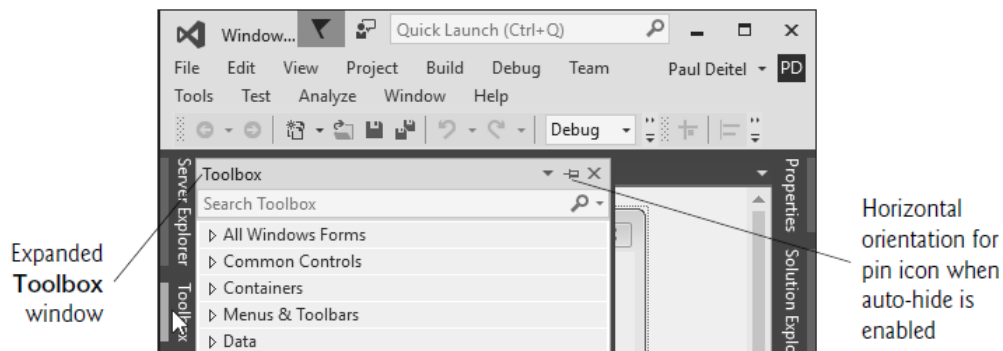 Window...
Quick Launch (Ctrl+Q)
File Edit View Project Build Debug Team
Paul Deitel PD
Tools Test Analyze Window Help
Debug
Server Explorer
Toolbox
Toolbox
Search Toolbox
All Windows Forms
Common Controls
Containers
Menus & Toolbars
Data
Properties
Solution Explo
Expanded
Toolbox
window
Horizontal
orientation for
pin icon when
auto-hide is
enabled